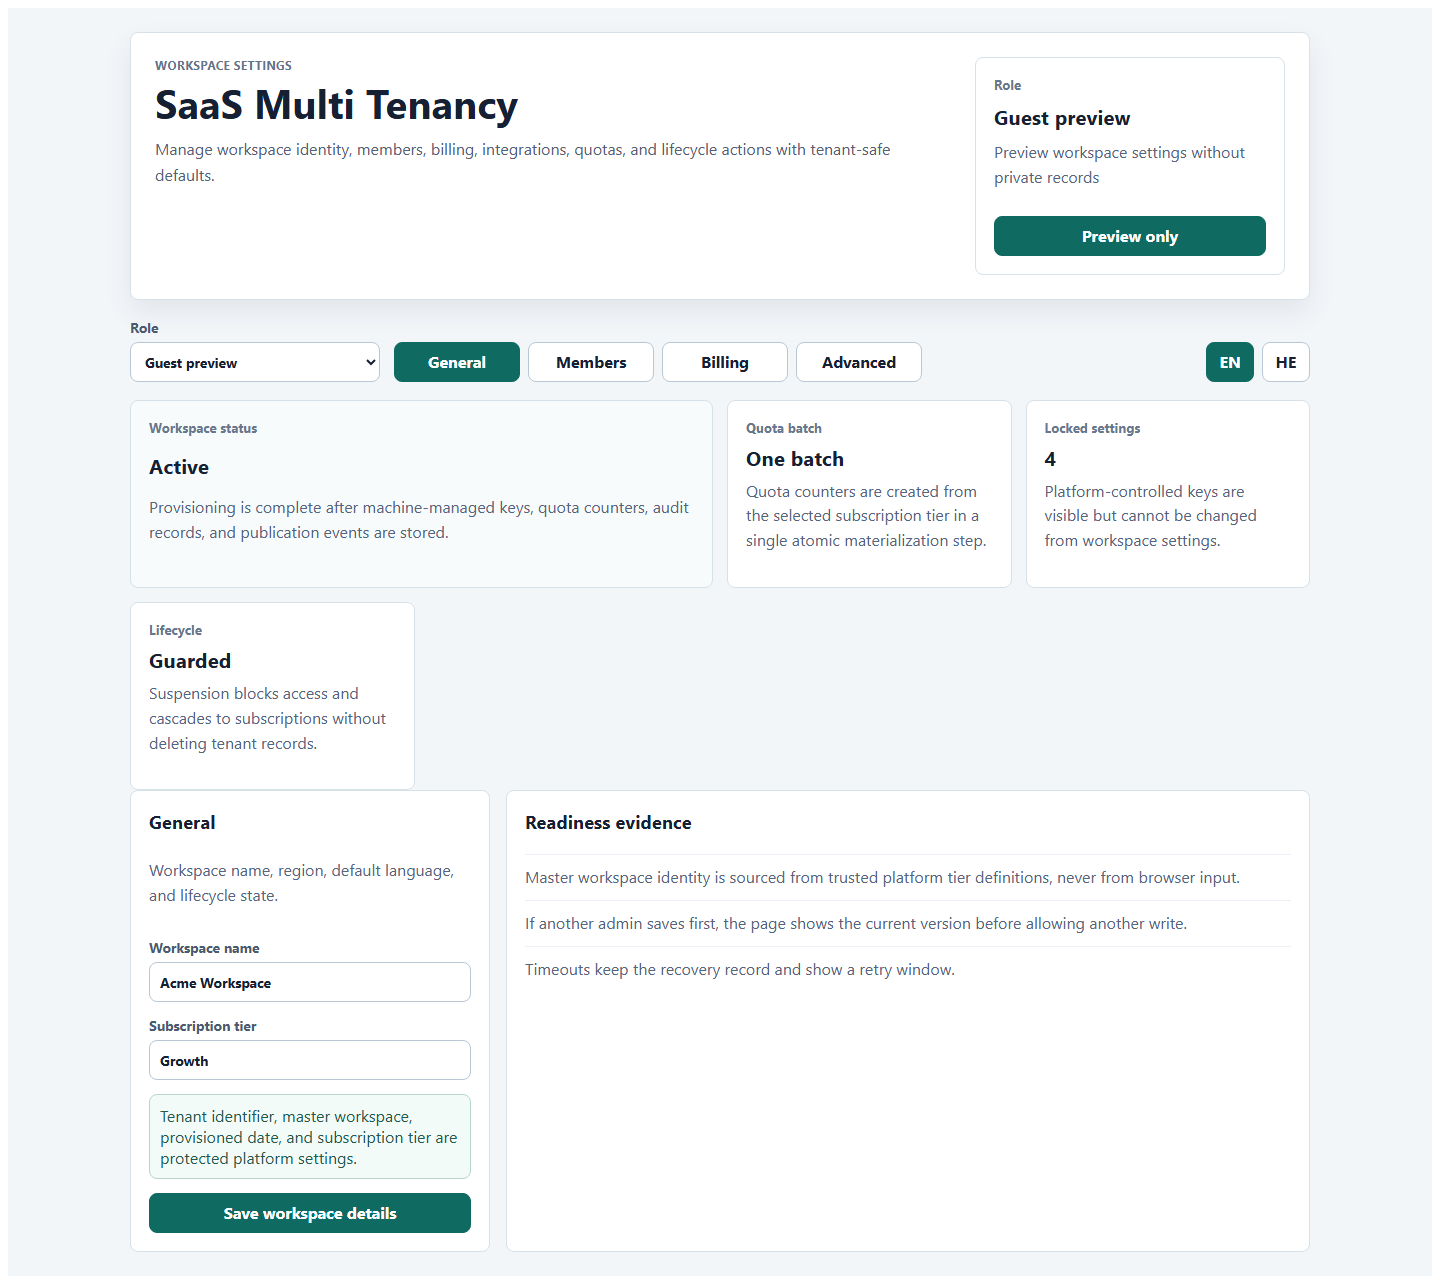 WORKSPACE SETTINGS
SaaS Multi Tenancy
Manage workspace identity, members, billing, integrations, quotas, and lifecycle actions with tenant-safe
defaults.
Role
Guest preview
Preview workspace settings without
private records
Preview only
Role
Guest preview
General
Members
Billing
Advanced
EN
HE
Workspace status
Active
Provisioning is complete after machine-managed keys, quota counters, audit
records, and publication events are stored.
Quota batch
One batch
Quota counters are created from
the selected subscription tier in a
single atomic materialization step.
Locked settings
4
Platform-controlled keys are
visible but cannot be changed
from workspace settings.
Lifecycle
Guarded
Suspension blocks access and
cascades to subscriptions without
deleting tenant records.
General
Workspace name, region, default language,
and lifecycle state.
Workspace name
Acme Workspace
Subscription tier
Growth
Tenant identifier, master workspace,
provisioned date, and subscription tier are
protected platform settings.
Save workspace details
Readiness evidence
Master workspace identity is sourced from trusted platform tier definitions, never from browser input.
If another admin saves first, the page shows the current version before allowing another write.
Timeouts keep the recovery record and show a retry window.